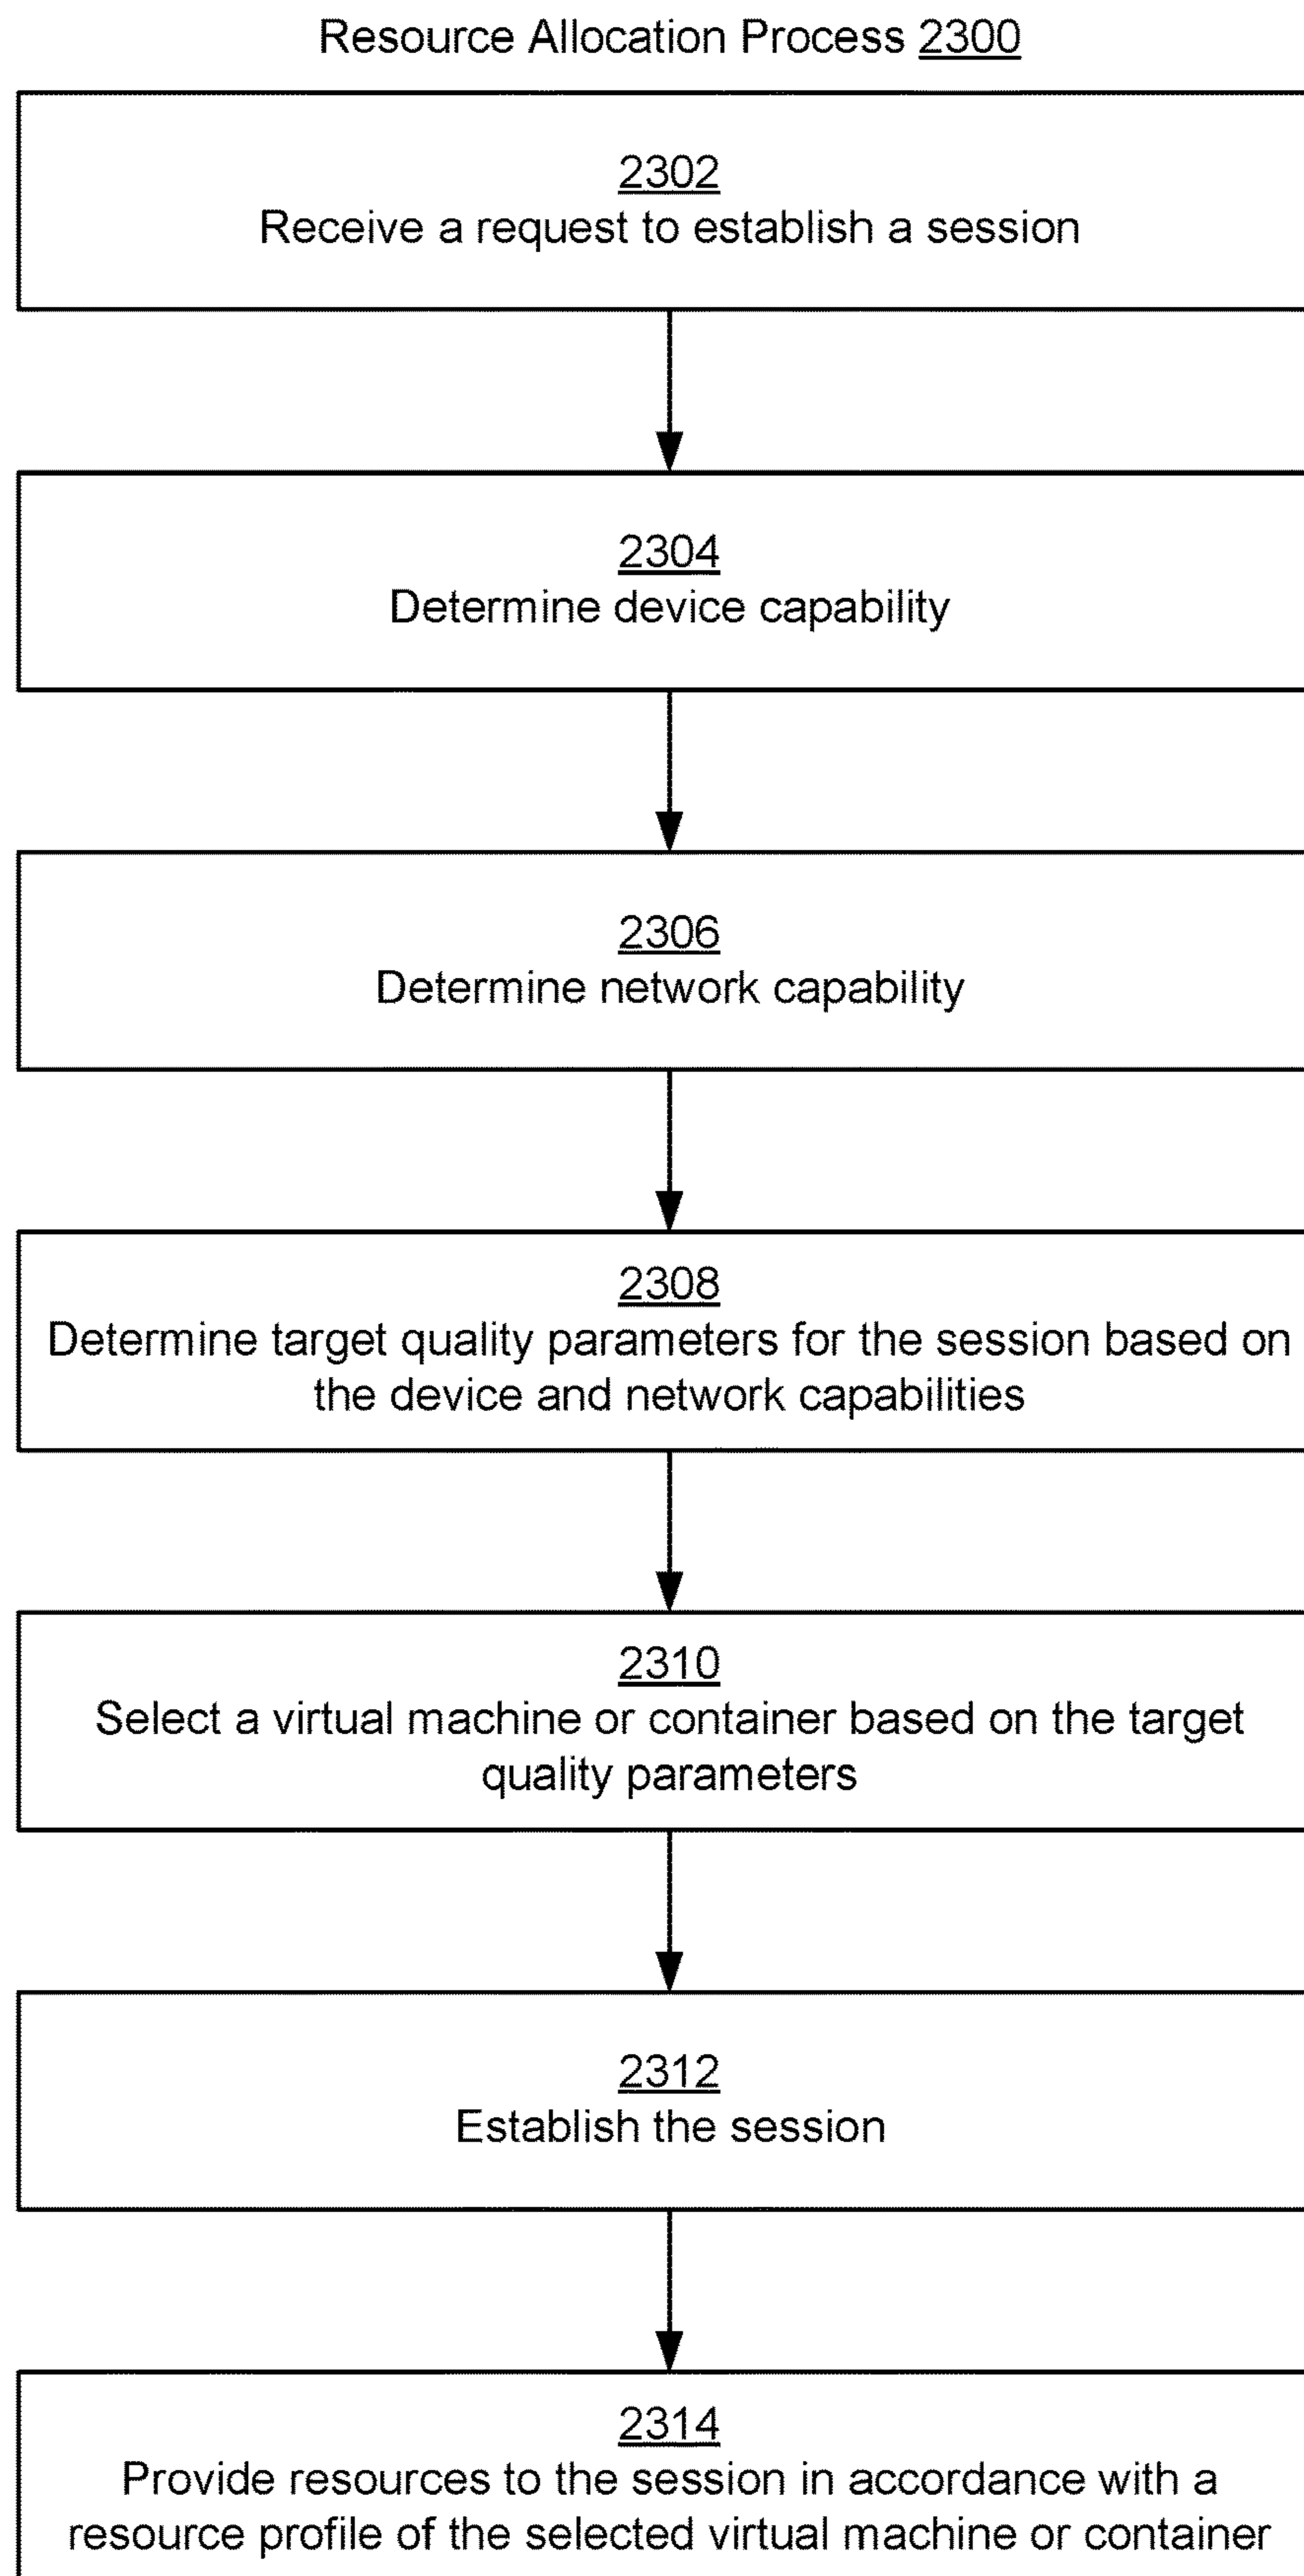 Resource Allocation Process 2300
2302
Receive a request to establish a session
2304
Determine device capability
2306
Determine network capability
2308
Determine target quality parameters for the session based on
the device and network capabilities
2310
Select a virtual machine or container based on the target
quality parameters
2312
Establish the session
2314
Provide resources to the session in accordance with a
resource profile of the selected virtual machine or container